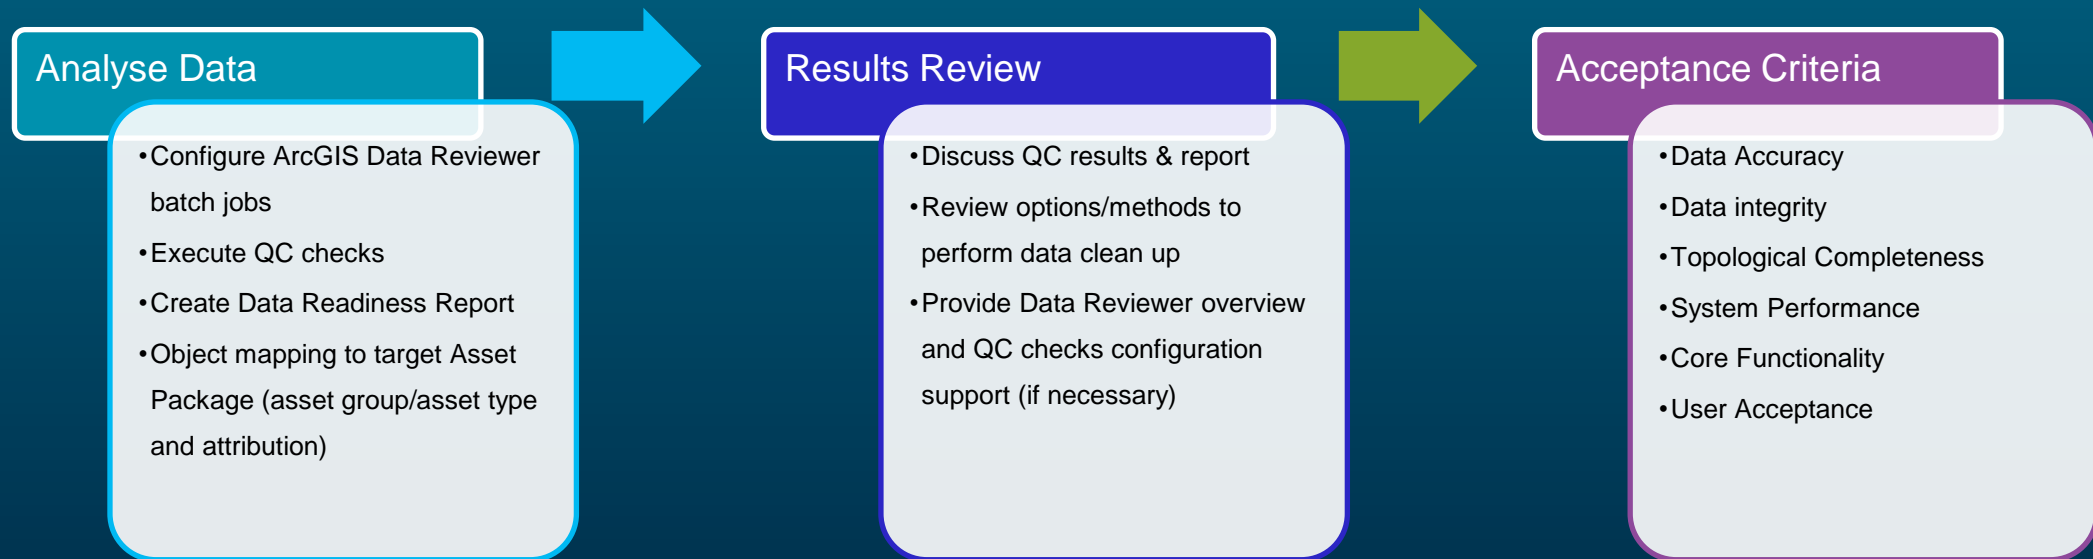 Analyse Data
•Configure ArcGIS Data Reviewer
batch jobs
•Execute QC checks
•Create Data Readiness Report
•Object mapping to target Asset
Package (asset group/asset type
and attribution)
Results Review
•Discuss QC results & report
•Review options/methods to
perform data clean up
•Provide Data Reviewer overview
and QC checks configuration
support (if necessary)
Acceptance Criteria
•Data Accuracy
•Data integrity
•Topological Completeness
•System Performance
•Core Functionality
•User Acceptance